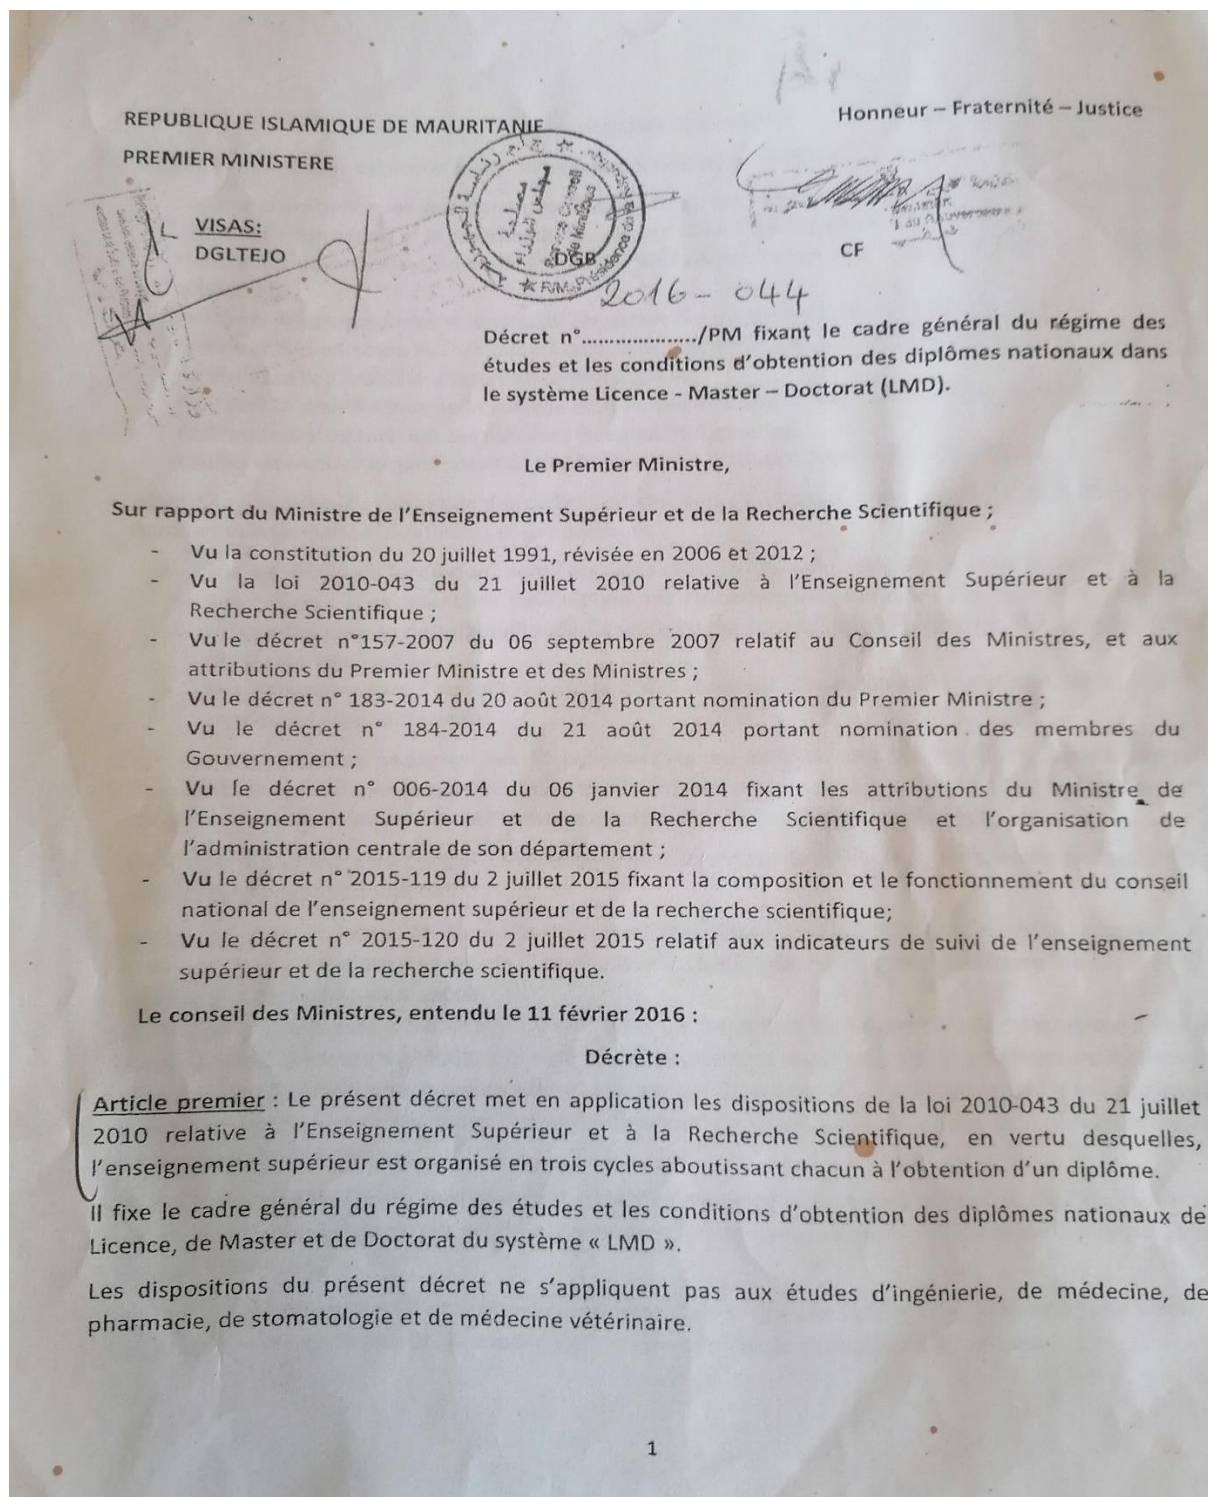 REPUBLIQUE ISLAMIQUE DE MAURITANIE
Honneur – Fraternité – Justice
PREMIER MINISTERE
VISAS:
DGLTEJO
DGB
CF
2016 - 044
Décret n°...................../PM fixant le cadre général du régime des
études et les conditions d'obtention des diplômes nationaux dans
le système Licence - Master – Doctorat (LMD).
Le Premier Ministre,
Sur rapport du Ministre de l'Enseignement Supérieur et de la Recherche Scientifique ;
- Vu la constitution du 20 juillet 1991, révisée en 2006 et 2012 ;
- Vu la loi 2010-043 du 21 juillet 2010 relative à l'Enseignement Supérieur et à la
Recherche Scientifique ;
- Vu le décret n°157-2007 du 06 septembre 2007 relatif au Conseil des Ministres, et aux
attributions du Premier Ministre et des Ministres ;
- Vu le décret n° 183-2014 du 20 août 2014 portant nomination du Premier Ministre ;
- Vu le décret n° 184-2014 du 21 août 2014 portant nomination des membres du
Gouvernement ;
- Vu le décret n° 006-2014 du 06 janvier 2014 fixant les attributions du Ministre de
l'Enseignement Supérieur et de la Recherche Scientifique et l'organisation de
l'administration centrale de son département ;
- Vu le décret n° 2015-119 du 2 juillet 2015 fixant la composition et le fonctionnement du conseil
national de l'enseignement supérieur et de la recherche scientifique;
- Vu le décret n° 2015-120 du 2 juillet 2015 relatif aux indicateurs de suivi de l'enseignement
supérieur et de la recherche scientifique.
Le conseil des Ministres, entendu le 11 février 2016 :
Décrète :
Article premier : Le présent décret met en application les dispositions de la loi 2010-043 du 21 juillet
2010 relative à l'Enseignement Supérieur et à la Recherche Scientifique, en vertu desquelles,
l'enseignement supérieur est organisé en trois cycles aboutissant chacun à l'obtention d'un diplôme.
Il fixe le cadre général du régime des études et les conditions d'obtention des diplômes nationaux de
Licence, de Master et de Doctorat du système « LMD ».
Les dispositions du présent décret ne s'appliquent pas aux études d'ingénierie, de médecine, de
pharmacie, de stomatologie et de médecine vétérinaire.
1